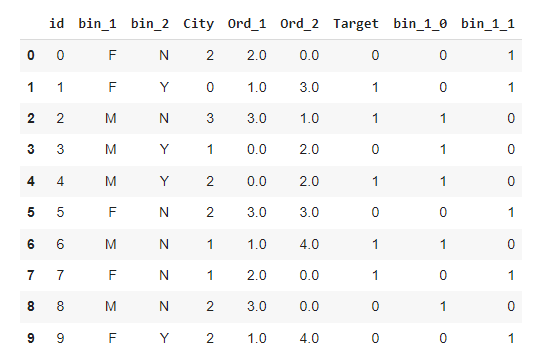 id bin_1 bin_2 City Ord_1 Ord_2 Target bin_1_0 bin_1_1
0 0 F N 2 2.0 0.0 0 0 1
1 1 F Y 0 1.0 3.0 1 0 1
2 2 M N 3 3.0 1.0 1 1 0
3 3 M Y 1 0.0 2.0 0 1 0
4 4 M Y 2 0.0 2.0 1 1 0
5 5 F N 2 3.0 3.0 0 0 1
6 6 M N 1 1.0 4.0 1 1 0
7 7 F N 1 2.0 0.0 1 0 1
8 8 M N 2 3.0 0.0 0 1 0
9 9 F Y 2 1.0 4.0 0 0 1